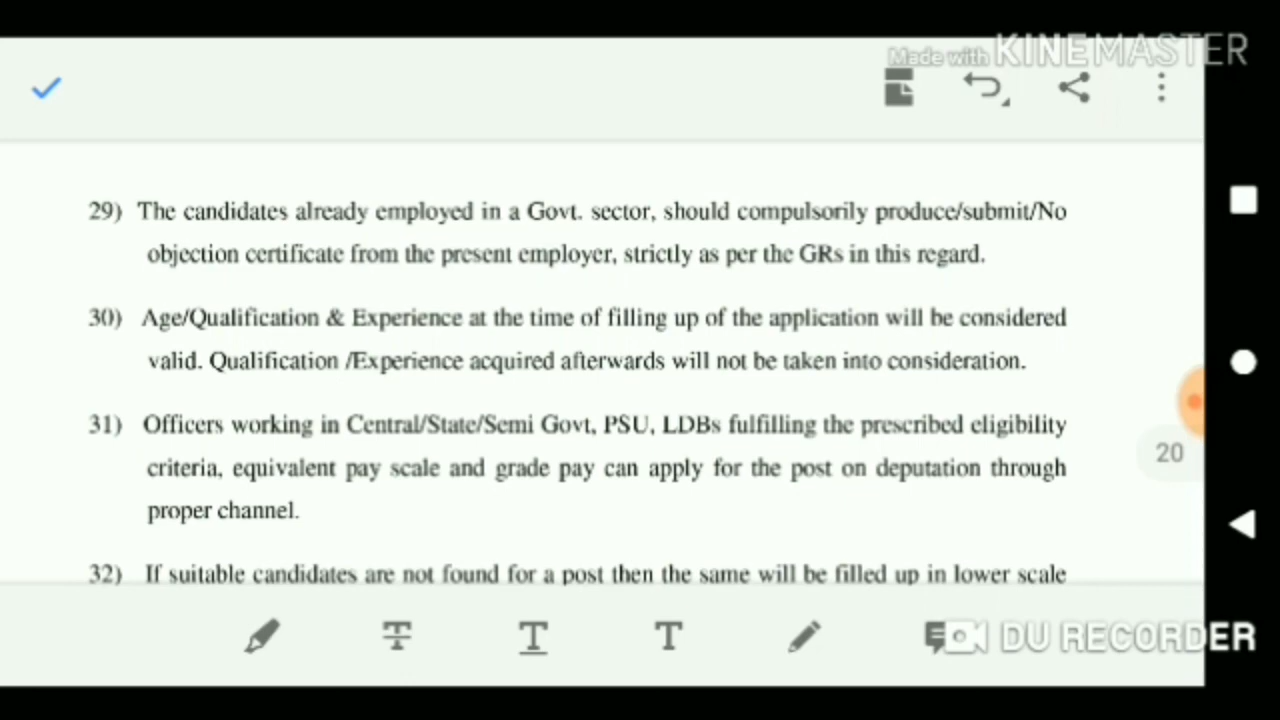 Made with KINEMASTER
29) The candidates already employed in a Govt. sector, should compulsorily produce/submit/No
objection certificate from the present employer, strictly as per the GRs in this regard.
30) Age/Qualification & Experience at the time of filling up of the application will be considered
valid. Qualification /Experience acquired afterwards will not be taken into consideration.
31) Officers working in Central/State/Semi Govt, PSU, LDBs fulfilling the prescribed eligibility
criteria, equivalent pay scale and grade pay can apply for the post on deputation through
20
proper channel.
32) If suitable candidates are not found for a post then the same will be filled up in lower scale
T T T
DU RECORDER